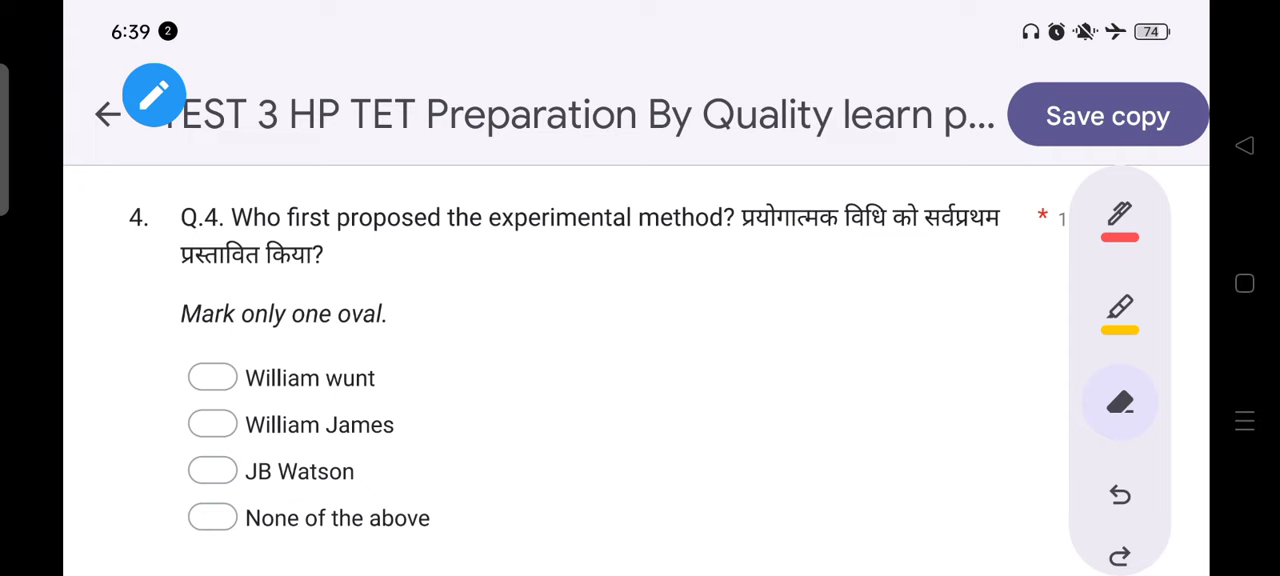 6:39 2 74
EST 3 HP TET Preparation By Quality learn p... Save copy
4. Q.4. Who first proposed the experimental method? प्रयोगात्मक विधि को सर्वप्रथम * 1
प्रस्तावित किया?
Mark only one oval.
William wunt
William James
JB Watson
None of the above